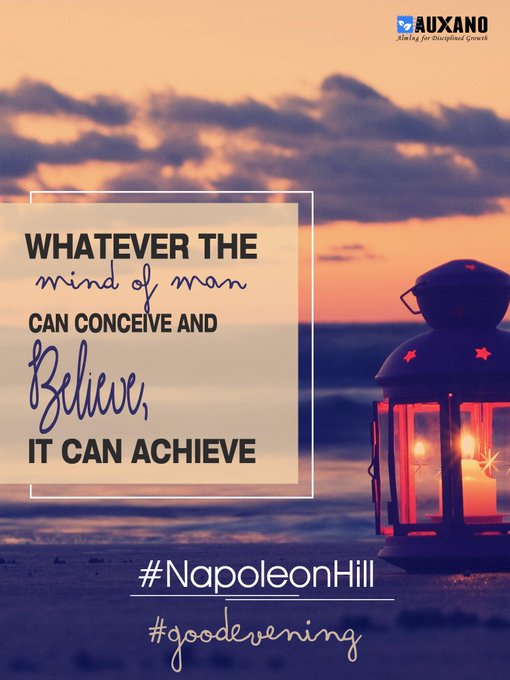 AUXANO
Aiming for Disciplined Growth
WHATEVER THE
mind of man
CAN CONCEIVE AND
Believe,
IT CAN ACHIEVE
#NapoleonHill
#goodevening